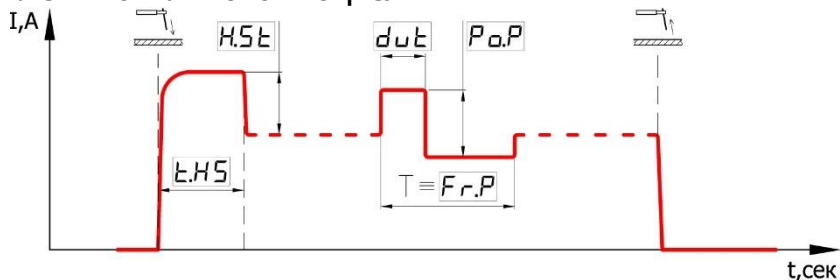 I,A
H.St
dut
Po.P
t.HS
T ≡ Fr.P
t,сек